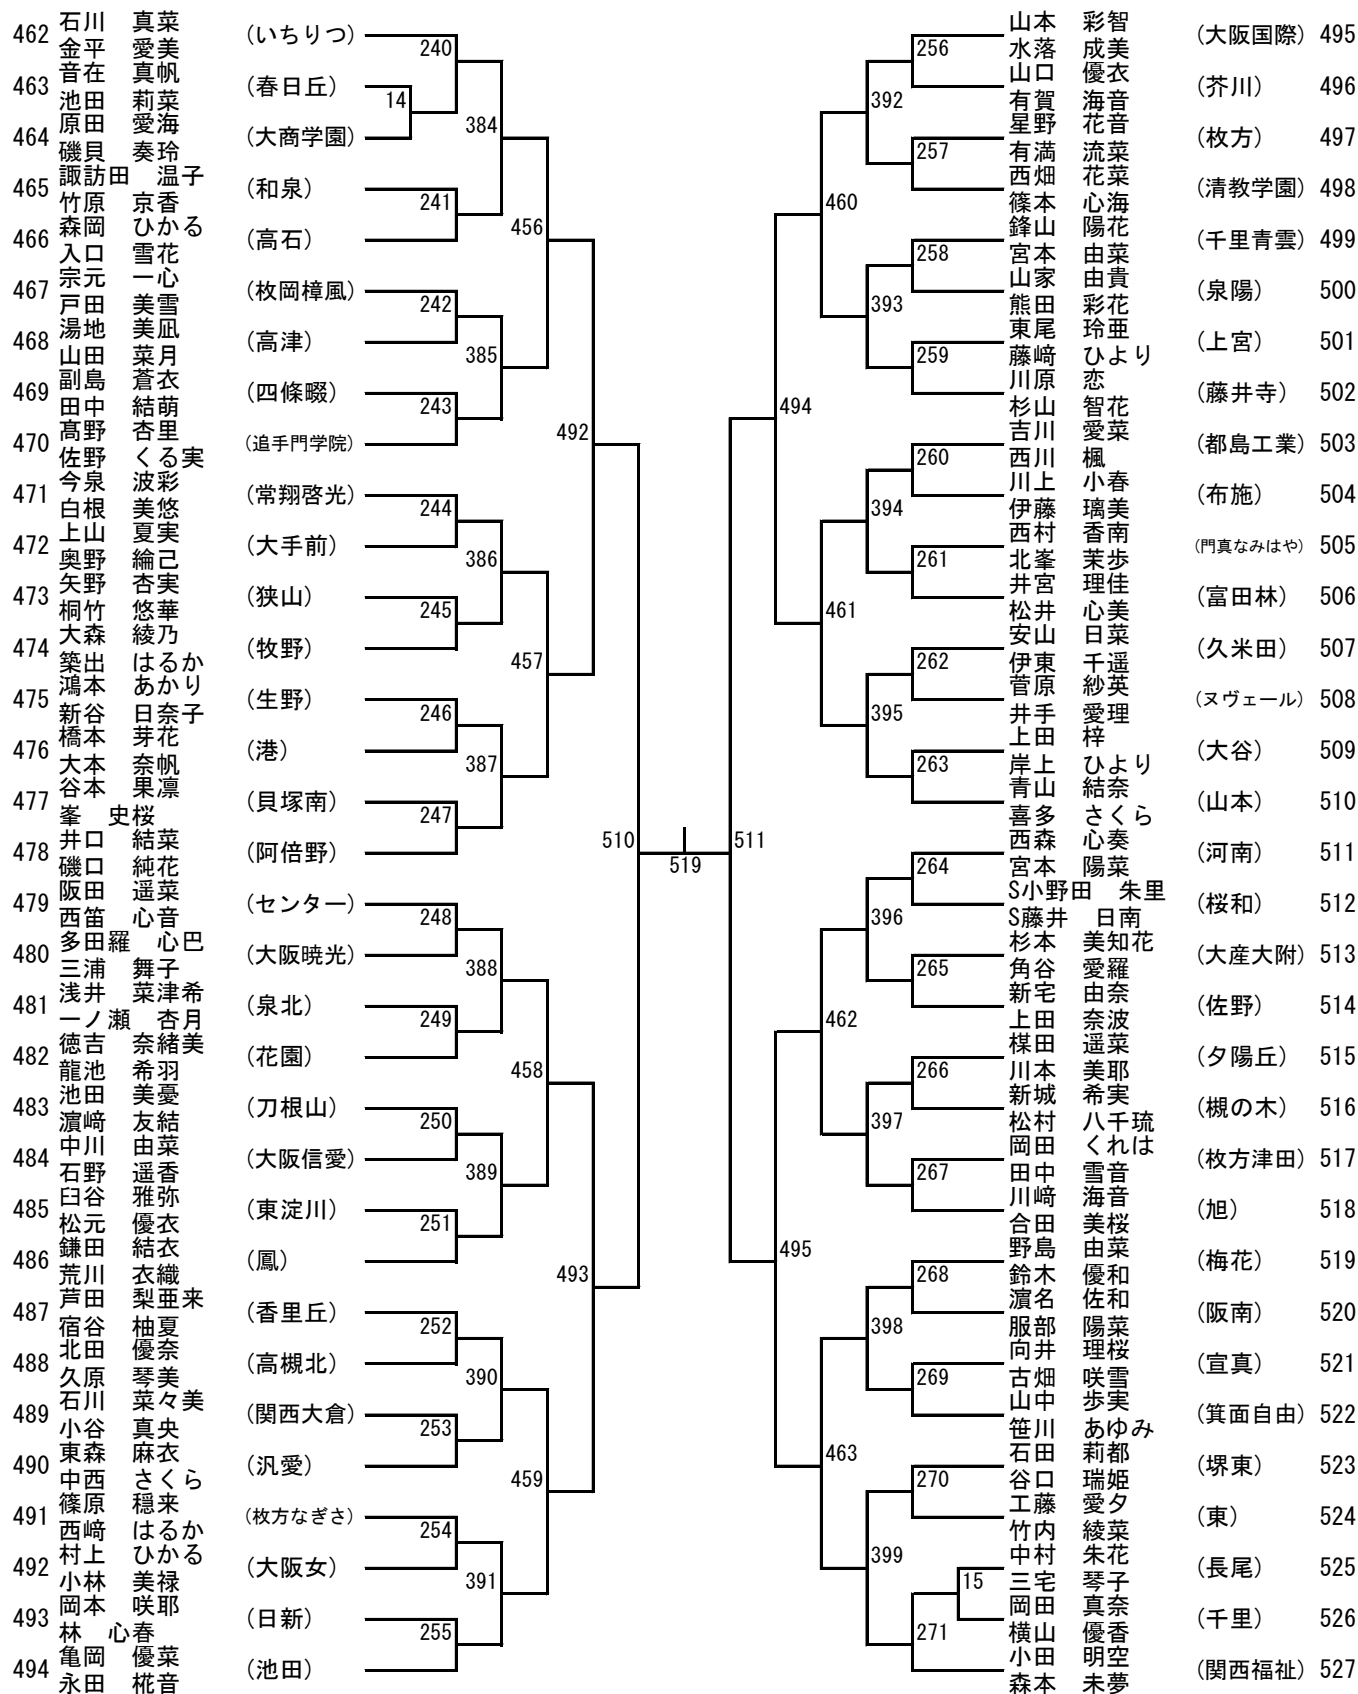 石川　真菜
462 (いちりつ)
金平　愛美
音在　真帆
463 (春日丘)
池田　莉菜
原田　愛海
464 (大商学園)
磯貝　奏玲
諏訪田　温子
465 (和泉)
竹原　京香
森岡　ひかる
466 (高石)
入口　雪花
宗元　一心
467 (枚岡樟風)
戸田　美雪
湯地　美凪
468 (高津)
山田　菜月
副島　蒼衣
469 (四條畷)
田中　結萌
髙野　杏里
470 (追手門学院)
佐野　くる実
今泉　波彩
471 (常翔啓光)
白根　美悠
上山　夏実
472 (大手前)
奥野　綸己
矢野　杏実
473 (狭山)
桐竹　悠華
大森　綾乃
474 (牧野)
築出　はるか
鴻本　あかり
475 (生野)
新谷　日奈子
橋本　芽花
476 (港)
大本　奈帆
谷本　果凛
477 (貝塚南)
峯　史桜
井口　結菜
478 (阿倍野)
磯口　純花
阪田　遥菜
479 (センター)
西笛　心音
多田羅　心巴
480 (大阪暁光)
三浦　舞子
浅井　菜津希
481 (泉北)
一ノ瀬　杏月
徳吉　奈緒美
482 (花園)
龍池　希羽
池田　美憂
483 (刀根山)
濵﨑　友結
中川　由菜
484 (大阪信愛)
石野　遥香
臼谷　雅弥
485 (東淀川)
松元　優衣
鎌田　結衣
486 (鳳)
荒川　衣織
芦田　梨亜来
487 (香里丘)
宿谷　柚夏
北田　優奈
488 (高槻北)
久原　琴美
石川　菜々美
489 (関西大倉)
小谷　真央
東森　麻衣
490 (汎愛)
中西　さくら
篠原　穏来
491 (枚方なぎさ)
西﨑　はるか
村上　ひかる
492 (大阪女)
小林　美禄
岡本　咲耶
493 (日新)
林　心春
亀岡　優菜
494 (池田)
永田　椛音
240
14
384
241
456
242
385
243
492
244
386
245
457
246
387
247
510
248
388
249
458
250
389
251
493
252
390
253
459
254
391
255
519
511
256
392
257
460
258
393
259
494
260
394
261
461
262
395
263
264
396
265
462
266
397
267
495
268
398
269
463
270
399
15
271
山本　彩智
(大阪国際) 495
水落　成美
山口　優衣
(芥川) 496
有賀　海音
星野　花音
(枚方) 497
有満　流菜
西畑　花菜
(清教学園) 498
篠本　心海
鋒山　陽花
(千里青雲) 499
宮本　由菜
山家　由貴
(泉陽) 500
熊田　彩花
東尾　玲亜
(上宮) 501
藤﨑　ひより
川原　恋
(藤井寺) 502
杉山　智花
吉川　愛菜
(都島工業) 503
西川　楓
川上　小春
(布施) 504
伊藤　璃美
西村　香南
(門真なみはや) 505
北峯　茉歩
井宮　理佳
(富田林) 506
松井　心美
安山　日菜
(久米田) 507
伊東　千遥
菅原　紗英
(ヌヴェール) 508
井手　愛理
上田　梓
(大谷) 509
岸上　ひより
青山　結奈
(山本) 510
喜多　さくら
西森　心奏
(河南) 511
宮本　陽菜
S小野田　朱里
(桜和) 512
S藤井　日南
杉本　美知花
(大産大附) 513
角谷　愛羅
新宅　由奈
(佐野) 514
上田　奈波
楳田　遥菜
(夕陽丘) 515
川本　美耶
新城　希実
(槻の木) 516
松村　八千琉
岡田　くれは
(枚方津田) 517
田中　雪音
川﨑　海音
(旭) 518
合田　美桜
野島　由菜
(梅花) 519
鈴木　優和
濵名　佐和
(阪南) 520
服部　陽菜
向井　理桜
(宣真) 521
古畑　咲雪
山中　歩実
(箕面自由) 522
笹川　あゆみ
石田　莉都
(堺東) 523
谷口　瑞姫
工藤　愛夕
(東) 524
竹内　綾菜
中村　朱花
(長尾) 525
三宅　琴子
岡田　真奈
(千里) 526
横山　優香
小田　明空
(関西福祉) 527
森本　未夢